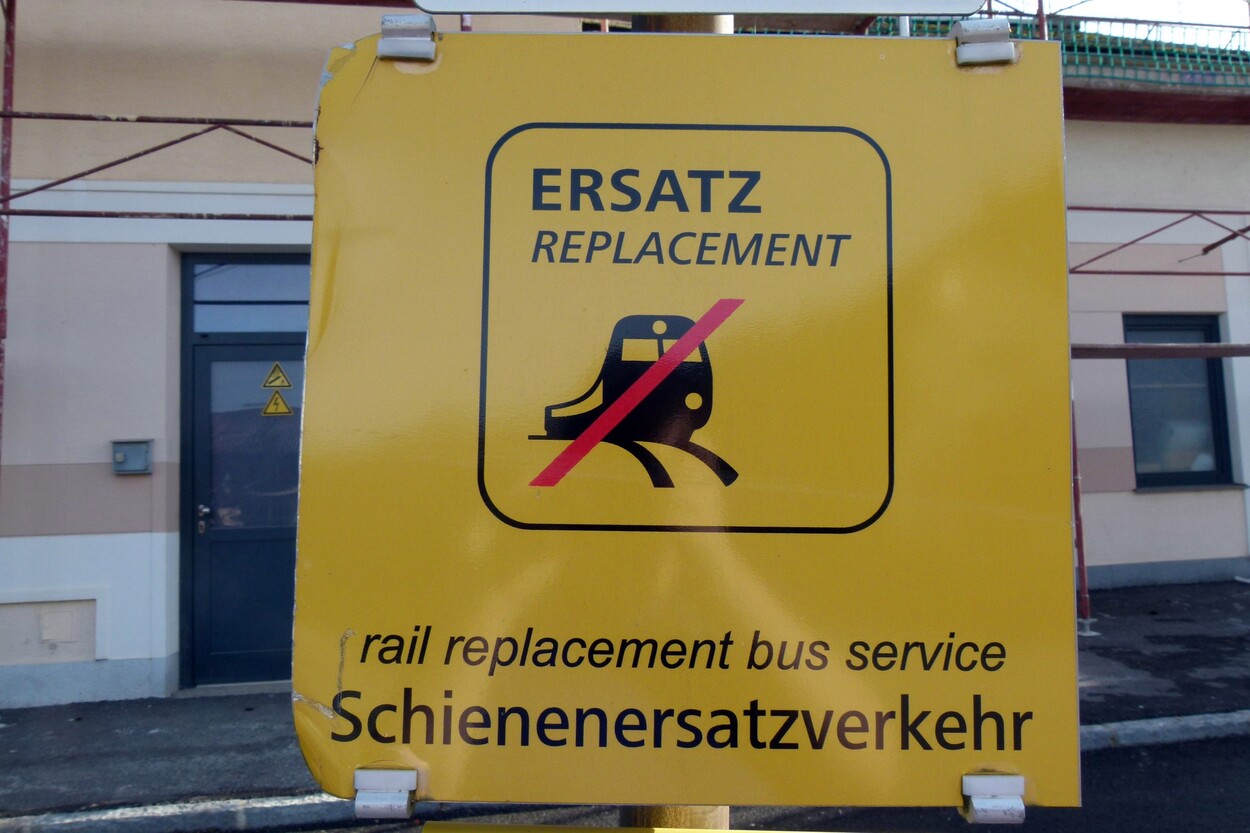 ERSATZ
REPLACEMENT
rail replacement bus service
Schienenersatzverkehr